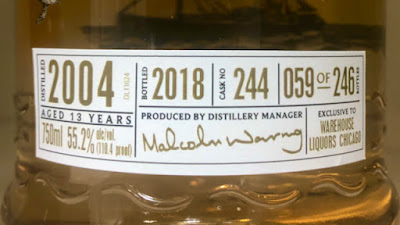 DISTILLED
2004
DL11024
AGED 13 YEARS
750ml 55.2% alc/vol.
(110.4 proof)
BOTTLED
2018
CASK NO
244
059 OF 246
BOTTLES
PRODUCED BY DISTILLERY MANAGER
Malcolm Waring
EXCLUSIVE TO
WAREHOUSE
LIQUORS CHICAGO